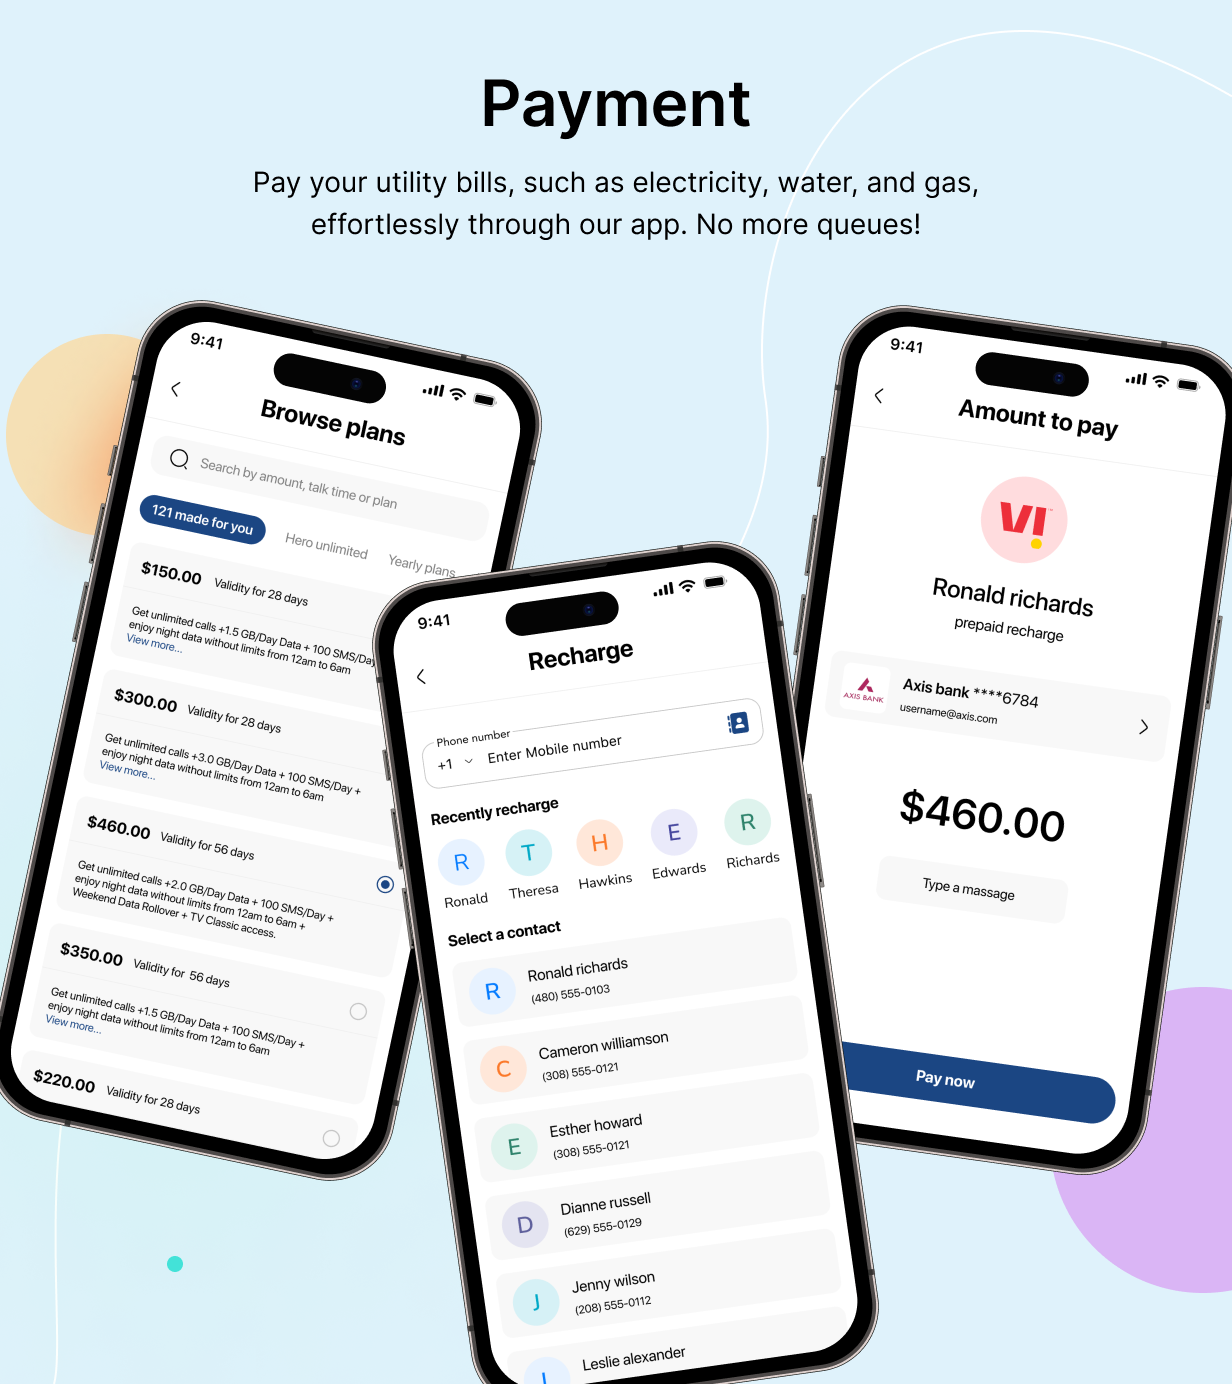 Payment
Pay your utility bills, such as electricity, water, and gas,
effortlessly through our app. No more queues!
9:41
Browse plans
Search by amount, talk time or plan
121 made for you
Hero unlimited
Yearly plans
$150.00 Validity for 28 days
Get unlimited calls +1.5 GB/Day Data + 100 SMS/Day
enjoy night data without limits from 12am to 6am
View more...
$300.00 Validity for 28 days
Get unlimited calls +3.0 GB/Day Data + 100 SMS/Day +
enjoy night data without limits from 12am to 6am
View more...
$460.00 Validity for 56 days
Get unlimited calls +2.0 GB/Day Data + 100 SMS/Day +
enjoy night data without limits from 12am to 6am +
Weekend Data Rollover + TV Classic access.
$350.00 Validity for 56 days
Get unlimited calls +1.5 GB/Day Data + 100 SMS/Day +
enjoy night data without limits from 12am to 6am
View more...
$220.00 Validity for 28 days
9:41
Recharge
Phone number
+1 Enter Mobile number
Recently recharge
R T H E R
Ronald Theresa Hawkins Edwards Richards
Select a contact
R Ronald richards
(480) 555-0103
C Cameron williamson
(308) 555-0121
E Esther howard
(308) 555-0121
D Dianne russell
(629) 555-0129
J Jenny wilson
(208) 555-0112
L Leslie alexander
9:41
Amount to pay
VI
Ronald richards
prepaid recharge
AXIS BANK
Axis bank ****6784
username@axis.com
$460.00
Type a massage
Pay now